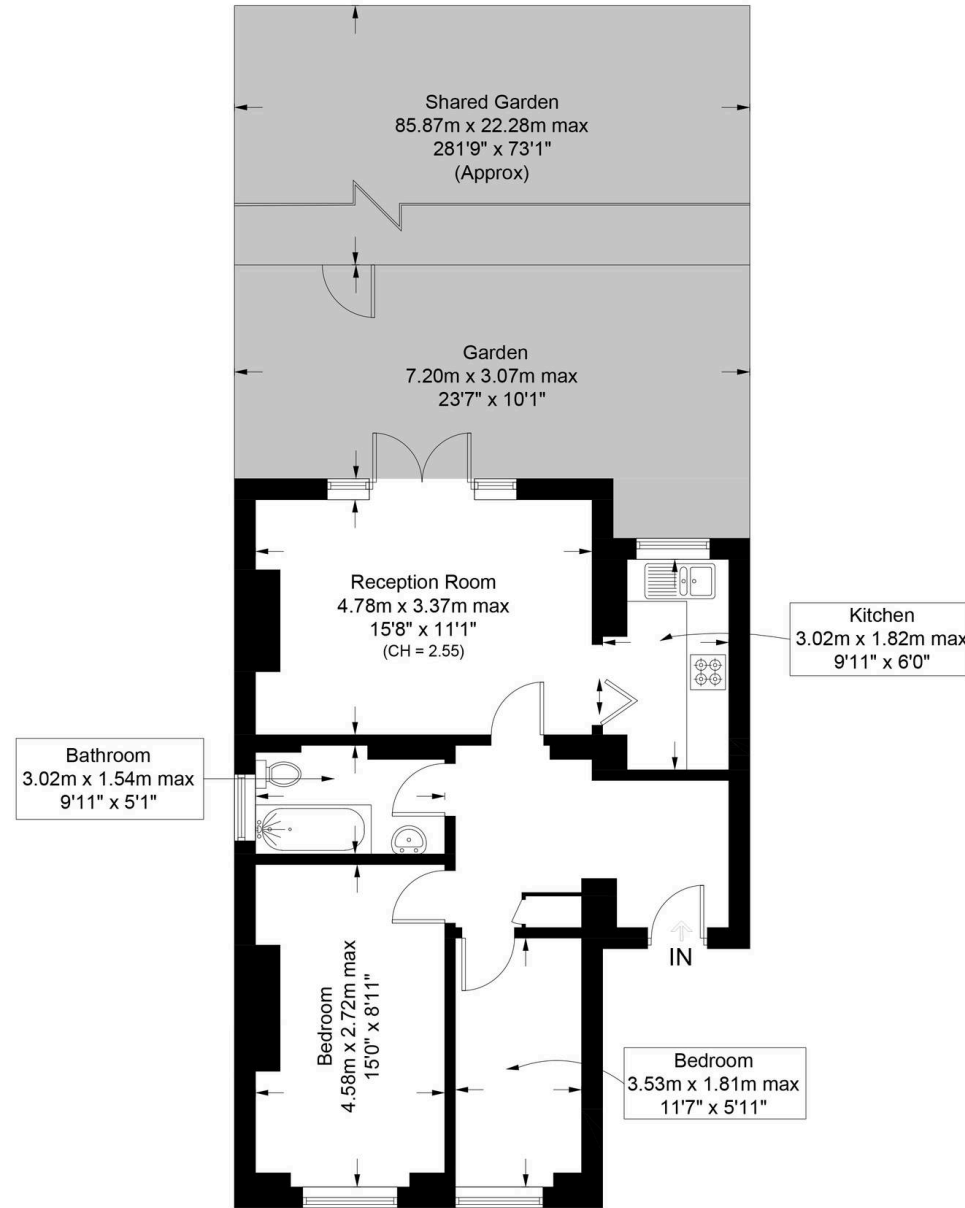 Shared Garden
85.87m x 22.28m max
281'9" x 73'1"
(Approx)
Garden
7.20m x 3.07m max
23'7" x 10'1"
Reception Room
4.78m x 3.37m max
15'8" x 11'1"
(CH = 2.55)
Kitchen
3.02m x 1.82m max
9'11" x 6'0"
Bathroom
3.02m x 1.54m max
9'11" x 5'1"
IN
Bedroom
4.58m x 2.72m max
15'0" x 8'11"
Bedroom
3.53m x 1.81m max
11'7" x 5'11"